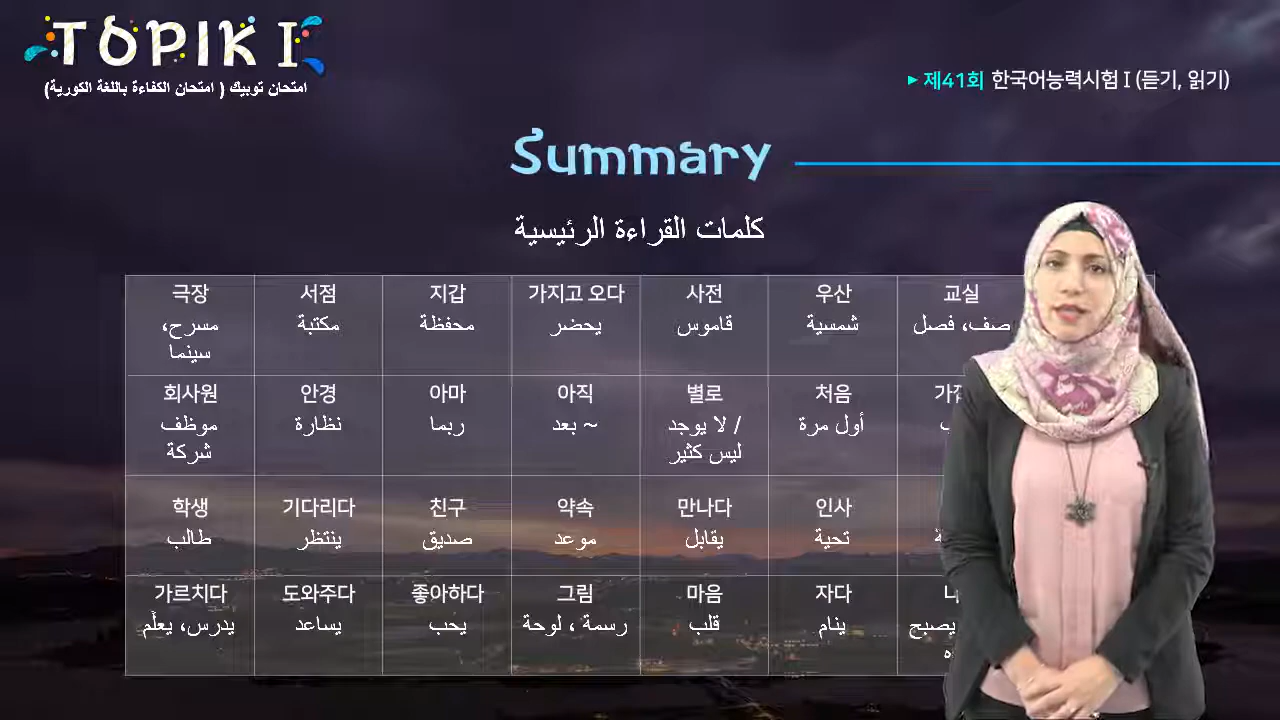 TOPIK I
امتحان توبيك ( امتحان الكفاءة باللغة الكورية)
▶ 제41회 한국어능력시험 I (듣기, 읽기)
Summary
كلمات القراءة الرئيسية
극장 서점 지갑 가지고 오다 사전 우산 교실
مسرح، سينما مكتبة محفظة يحضر قاموس شمسية صف، فصل
회사원 안경 아마 아직 별로 처음
موظف شركة نظارة ربما ~ بعد / لا يوجد ليس كثير أول مرة
학생 기다리다 친구 약속 만나다 인사
طالب ينتظر صديق موعد يقابل تحية
가르치다 도와주다 좋아하다 그림 마음 자다
يدرس، يعلّم يساعد يحب رسمة ، لوحة قلب ينام يصبح